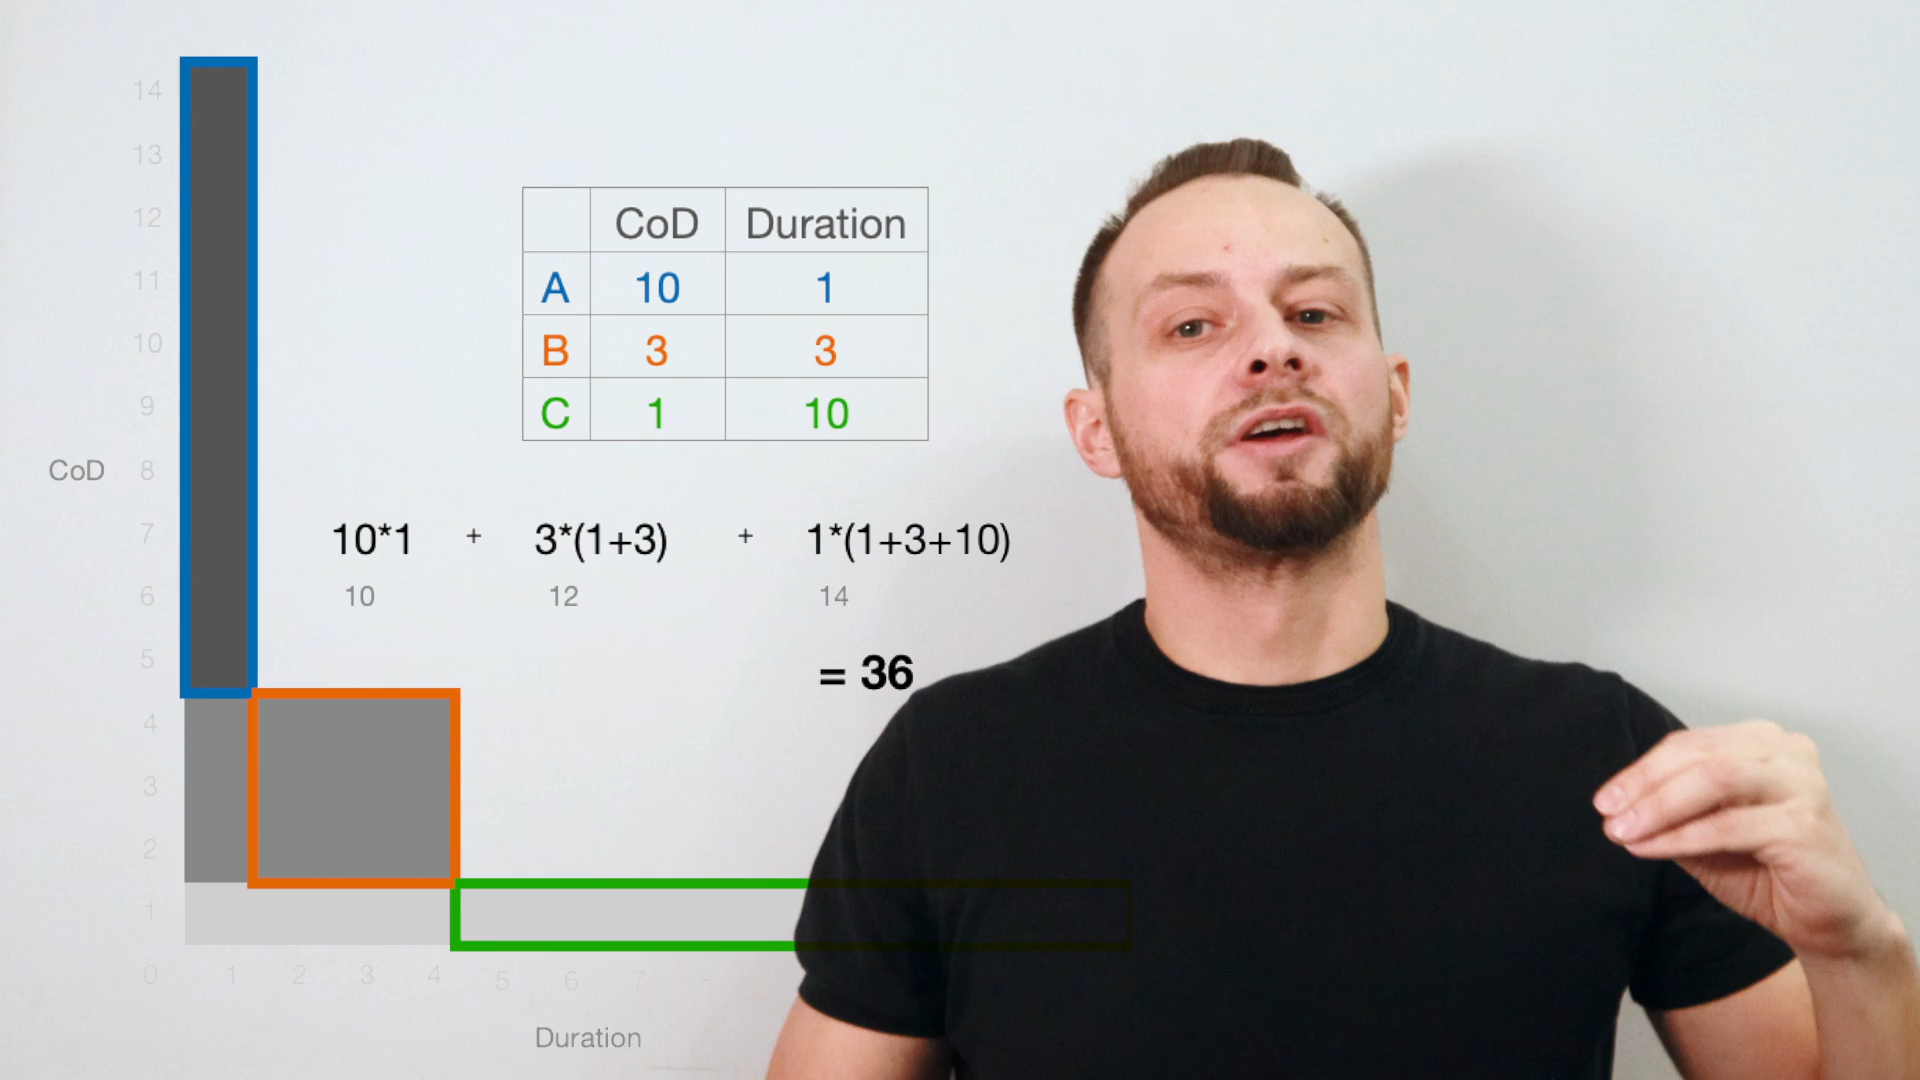 14
13
12
11
10
9
CoD 8
7
6
5
4
3
2
1
0 1 2 3 4 5 6 7
Duration
CoD Duration
A 10 1
B 3 3
C 1 10
10*1 + 3*(1+3) + 1*(1+3+10)
10 12 14
= 36